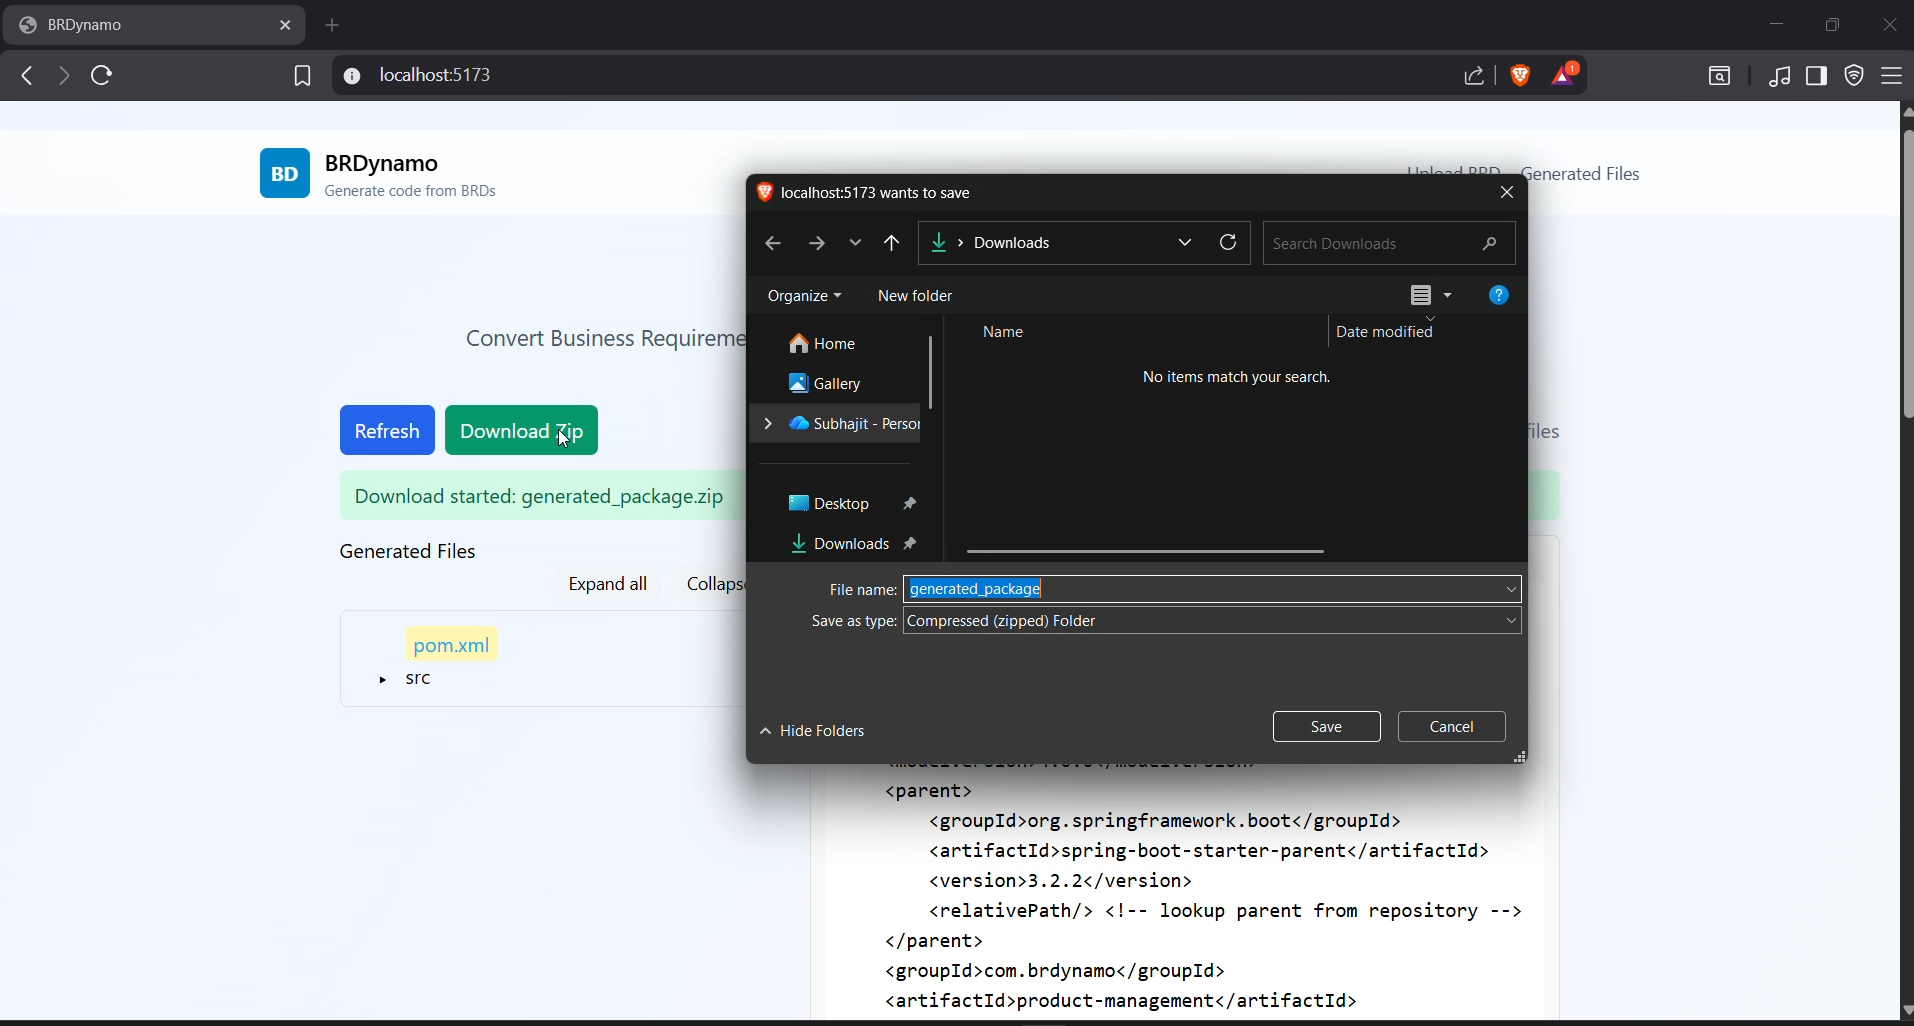 BRDynamo
localhost:5173
1
BD
BRDynamo
Generate code from BRDs
Upload BRD
Generated Files
localhost:5173 wants to save
Downloads
Search Downloads
Organize
New folder
?
Convert Business Requireme
Home
Gallery
Subhajit - Person
Name
Date modified
No items match your search.
Refresh
Download Zip
files
Download started: generated_package.zip
Desktop
Downloads
Generated Files
Expand all
Collapse
File name:
generated_package
Save as type:
Compressed (zipped) Folder
pom.xml
src
Hide Folders
Save
Cancel
<parent>
<groupId>org.springframework.boot</groupId>
<artifactId>spring-boot-starter-parent</artifactId>
<version>3.2.2</version>
<relativePath/> <!-- lookup parent from repository -->
</parent>
<groupId>com.brdynamo</groupId>
<artifactId>product-management</artifactId>